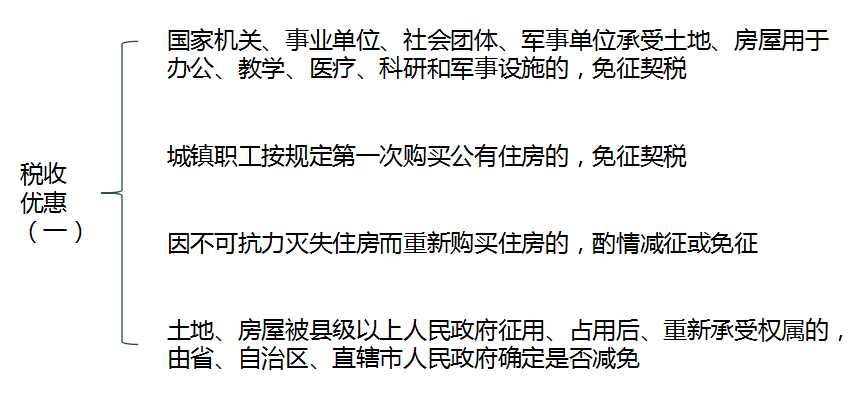 国家机关、事业单位、社会团体、军事单位承受土地、房屋用于
办公、教学、医疗、科研和军事设施的，免征契税
城镇职工按规定第一次购买公有住房的，免征契税
税收
优惠
（一）
因不可抗力灭失住房而重新购买住房的，酌情减征或免征
土地、房屋被县级以上人民政府征用、占用后、重新承受权属的，
由省、自治区、直辖市人民政府确定是否减免